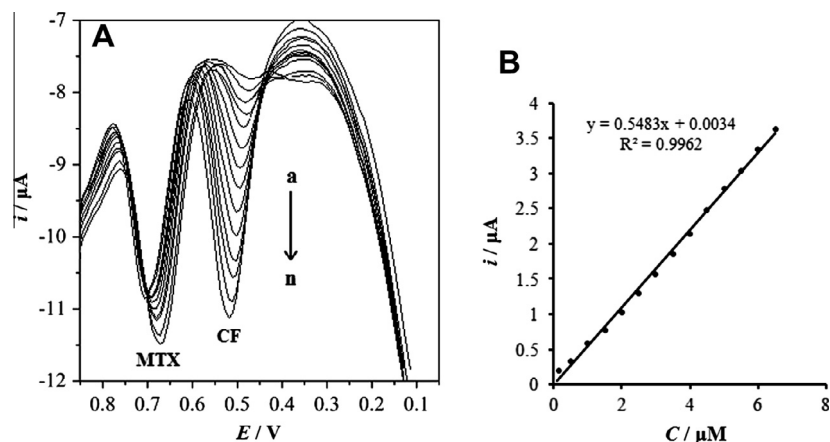 A
-7
-8
-9
-10
-11
-12
i / µA
a
n
MTX
CF
0.8 0.7 0.6 0.5 0.4 0.3 0.2 0.1
E / V
B
4
3.5
3
2.5
2
1.5
1
0.5
0
i / µA
y = 0.5483x + 0.0034
R² = 0.9962
0 2 4 6 8
C / µM